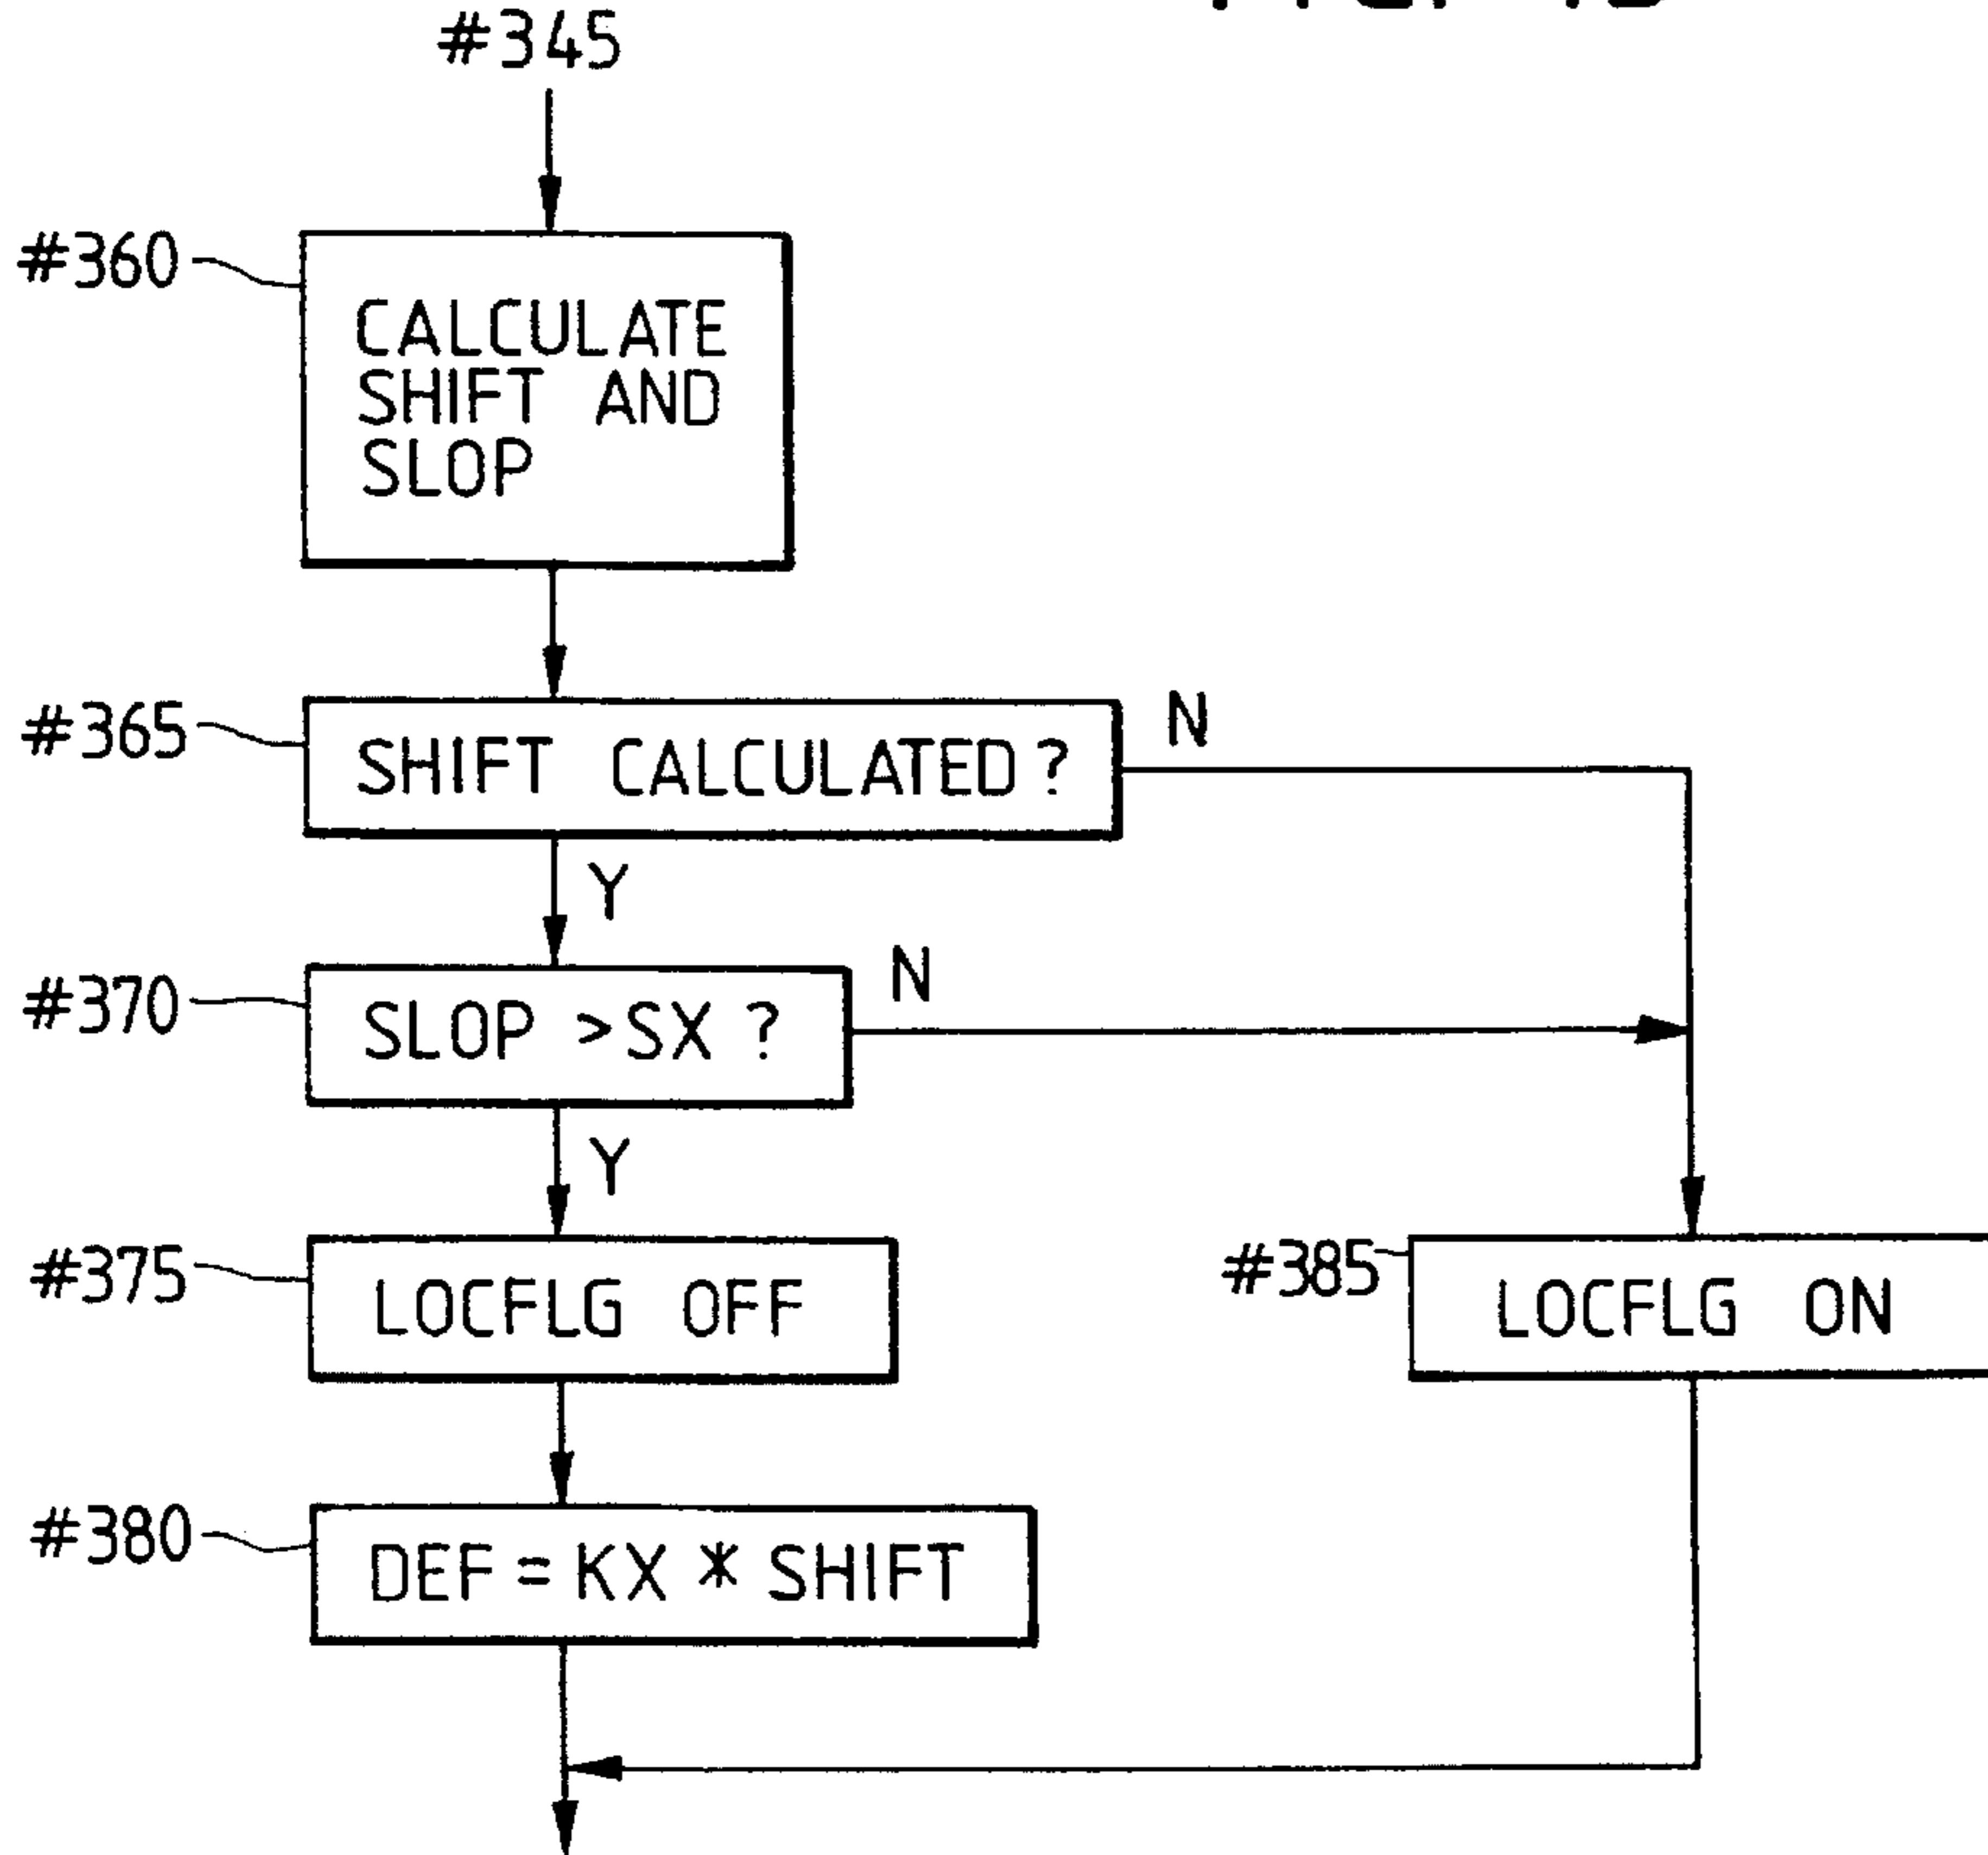 #345
#360
CALCULATE
SHIFT AND
SLOP
#365
SHIFT CALCULATED?
N
Y
#370
SLOP >SX ?
N
Y
#375
LOCFLG OFF
#385
LOCFLG ON
#380
DEF = KX * SHIFT